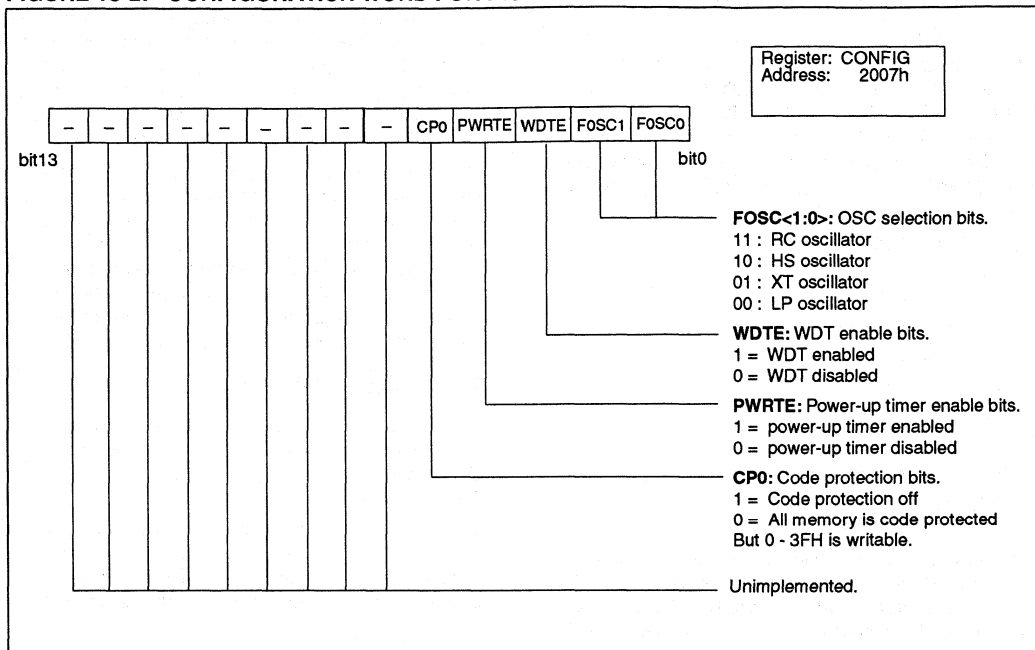 Register: CONFIG
Address: 2007h
– – – – – – – – – CP0 PWRTE WDTE F0SC1 F0SC0
bit13 bit0
FOSC<1:0>: OSC selection bits.
11 : RC oscillator
10 : HS oscillator
01 : XT oscillator
00 : LP oscillator
WDTE: WDT enable bits.
1 = WDT enabled
0 = WDT disabled
PWRTE: Power-up timer enable bits.
1 = power-up timer enabled
0 = power-up timer disabled
CP0: Code protection bits.
1 = Code protection off
0 = All memory is code protected
But 0 - 3FH is writable.
Unimplemented.